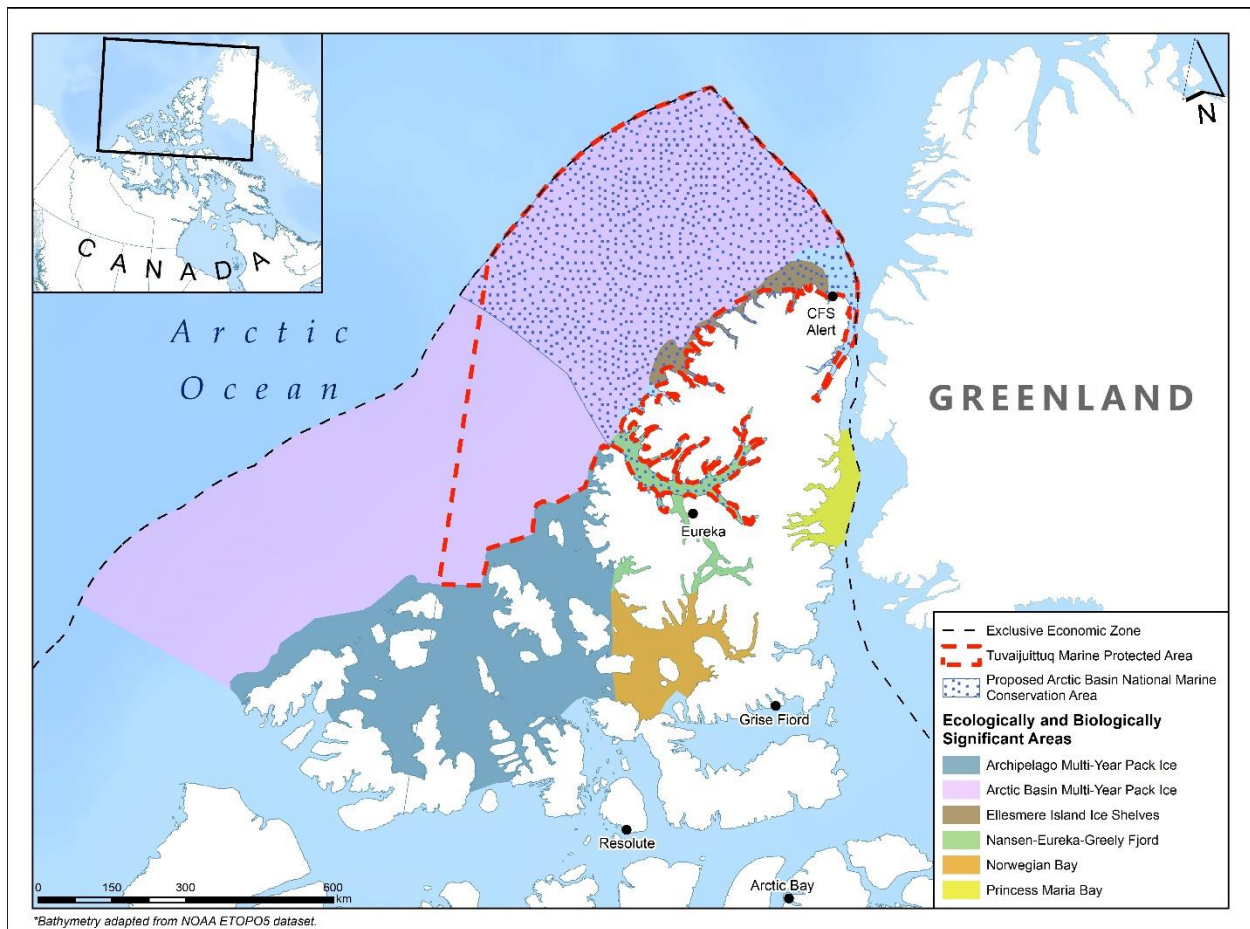 CANADA
N
Arctic
Ocean
CFS
Alert
GREENLAND
Eureka
Grise Fiord
Resolute
Arctic Bay
Exclusive Economic Zone
Tuvaijuittuq Marine Protected Area
Proposed Arctic Basin National Marine
Conservation Area
Ecologically and Biologically
Significant Areas
Archipelago Multi-Year Pack Ice
Arctic Basin Multi-Year Pack Ice
Ellesmere Island Ice Shelves
Nansen-Eureka-Greely Fjord
Norwegian Bay
Princess Maria Bay
0 150 300 600
km
*Bathymetry adapted from NOAA ETOPO5 dataset.